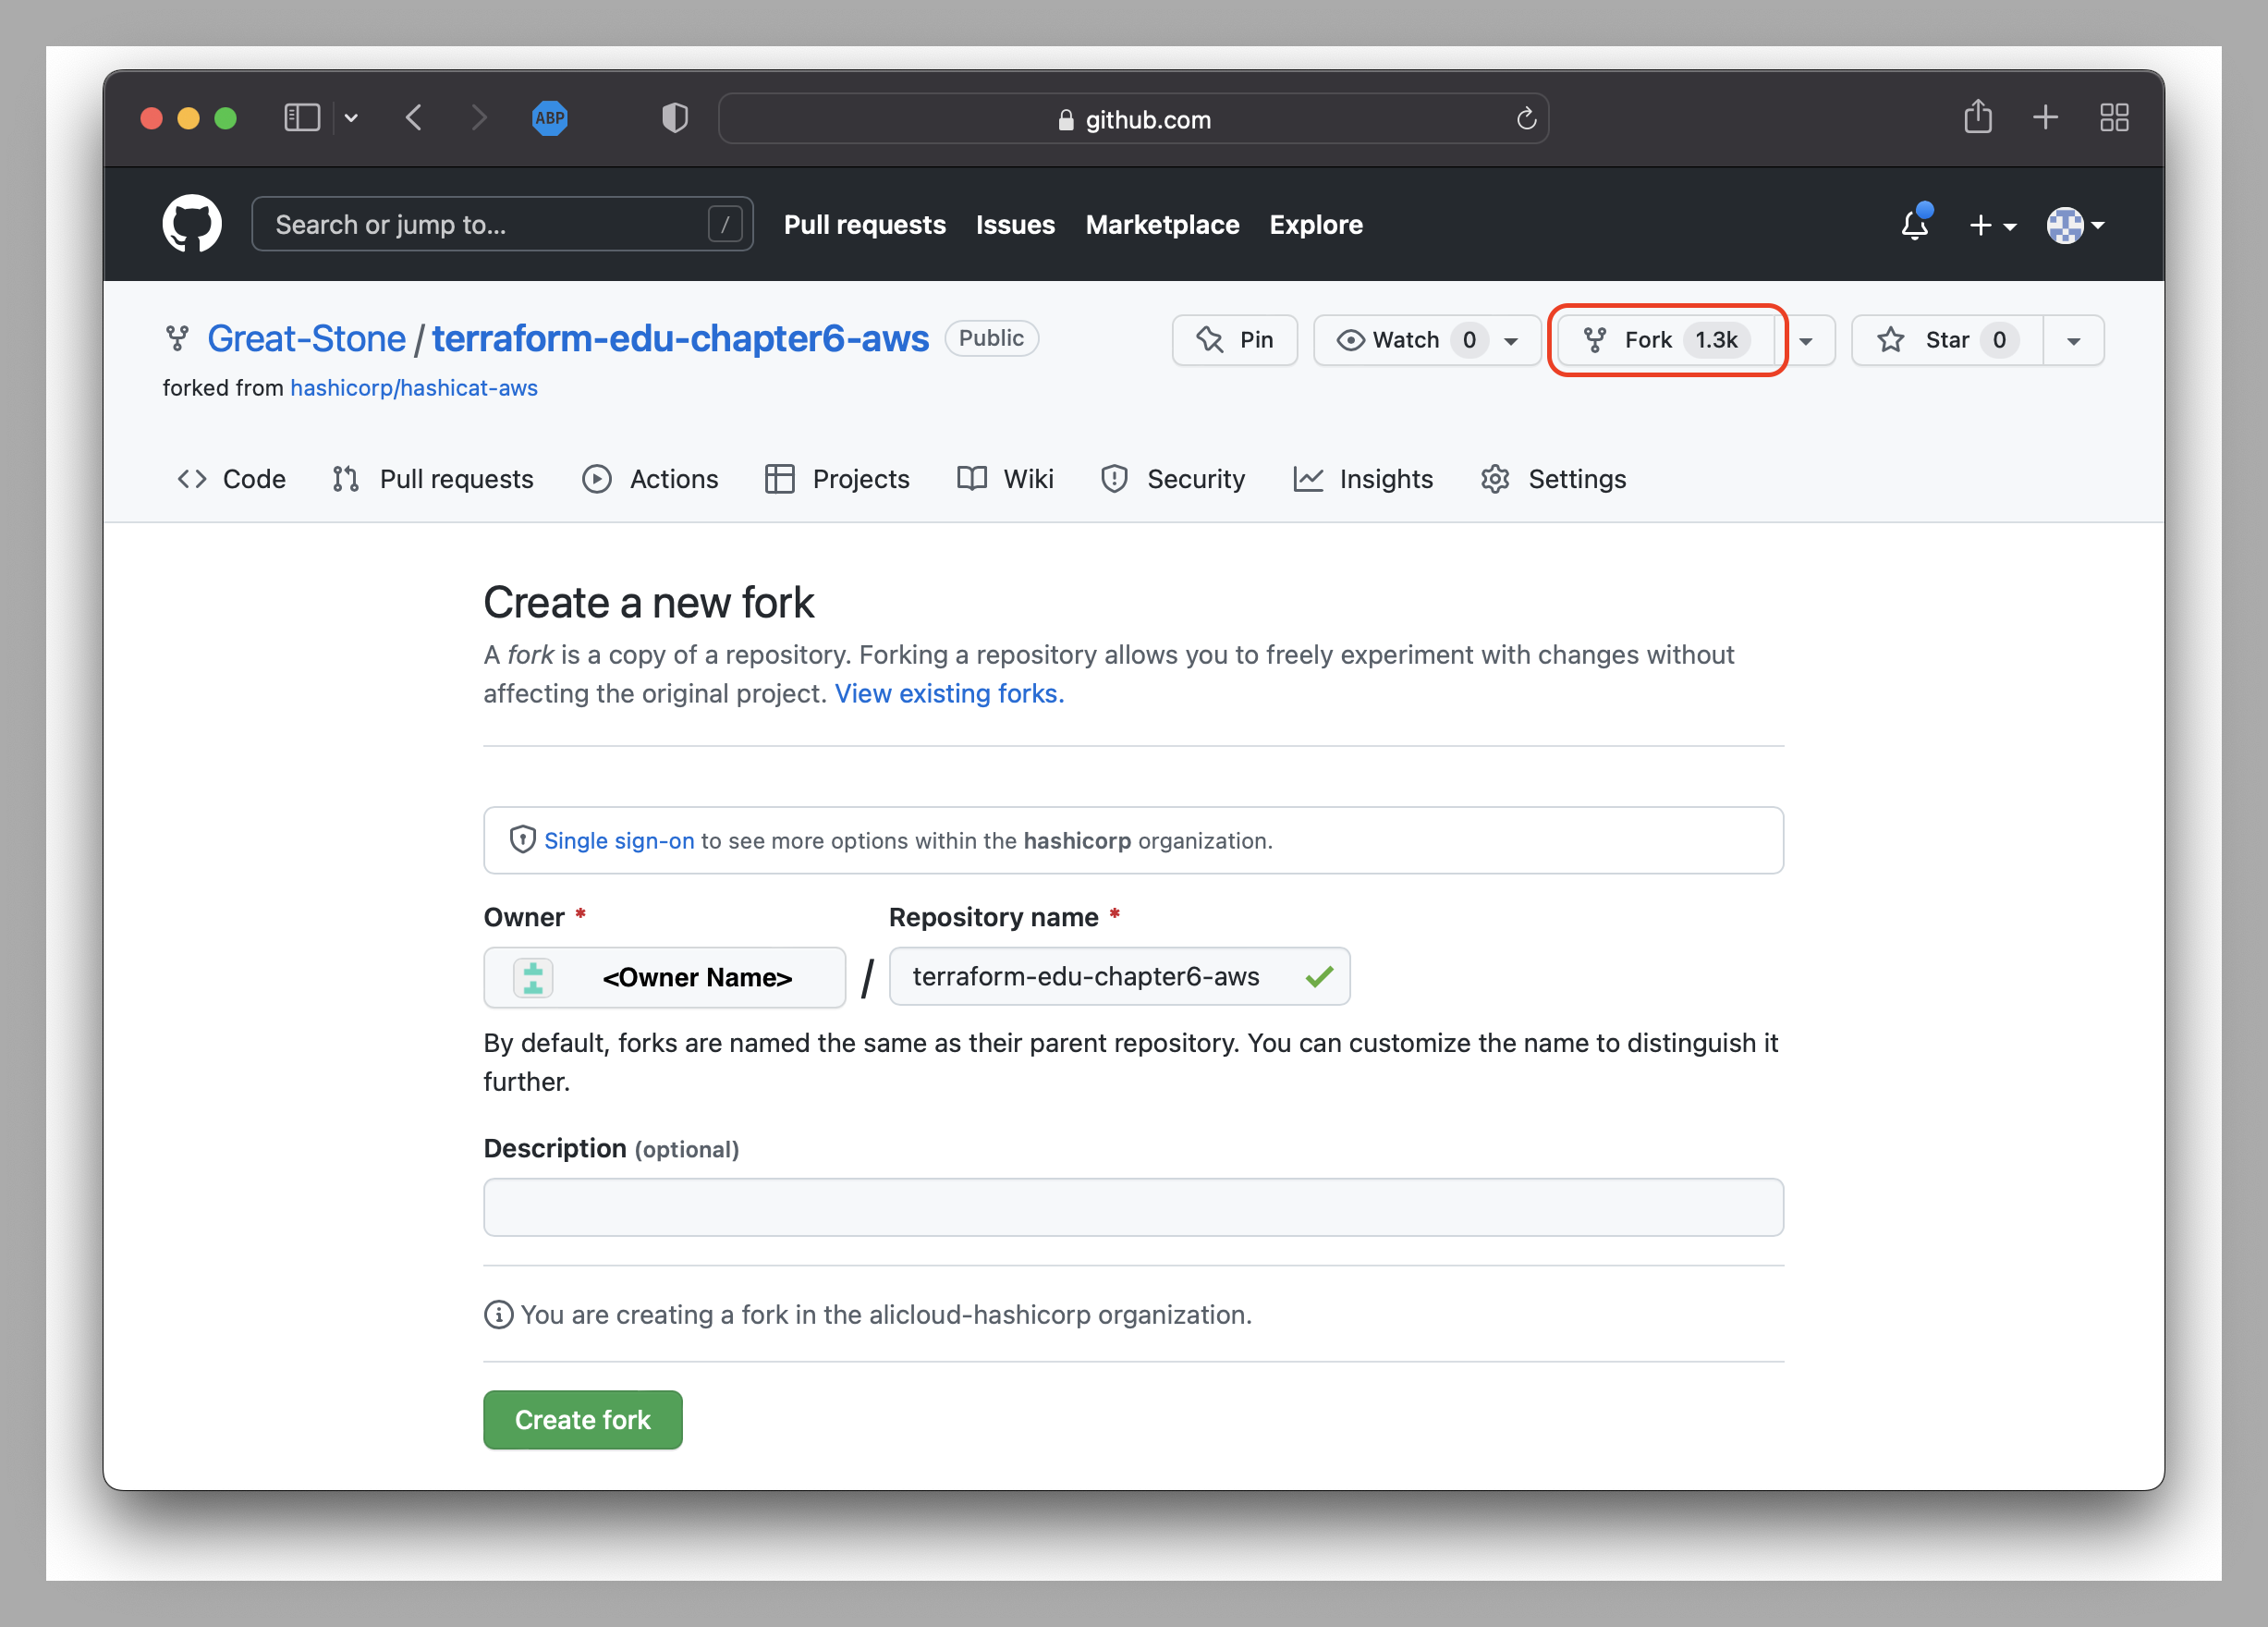 ABP
github.com
Search or jump to... /
Pull requests Issues Marketplace Explore
Great-Stone / terraform-edu-chapter6-aws Public
Pin Watch 0 Fork 1.3k Star 0
forked from hashicorp/hashicat-aws
Code Pull requests Actions Projects Wiki Security Insights Settings
Create a new fork
A fork is a copy of a repository. Forking a repository allows you to freely experiment with changes without
affecting the original project. View existing forks.
Single sign-on to see more options within the hashicorp organization.
Owner * Repository name *
<Owner Name> / terraform-edu-chapter6-aws
By default, forks are named the same as their parent repository. You can customize the name to distinguish it
further.
Description (optional)
You are creating a fork in the alicloud-hashicorp organization.
Create fork